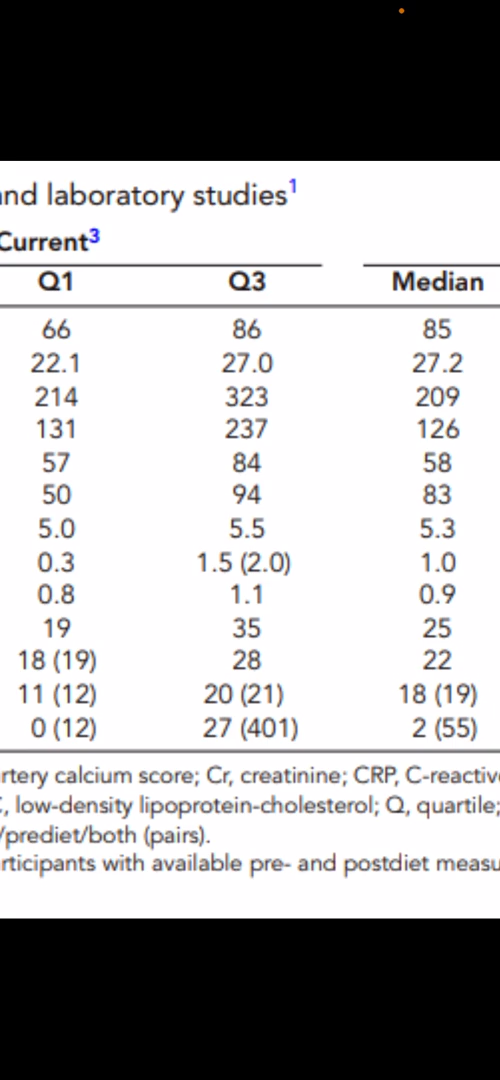 nd laboratory studies1
Current3
Q1 Q3 Median
66 86 85
22.1 27.0 27.2
214 323 209
131 237 126
57 84 58
50 94 83
5.0 5.5 5.3
0.3 1.5 (2.0) 1.0
0.8 1.1 0.9
19 35 25
18 (19) 28 22
11 (12) 20 (21) 18 (19)
0 (12) 27 (401) 2 (55)
rtery calcium score; Cr, creatinine; CRP, C-reactiv
, low-density lipoprotein-cholesterol; Q, quartile;
/prediet/both (pairs).
rticipants with available pre- and postdiet measu